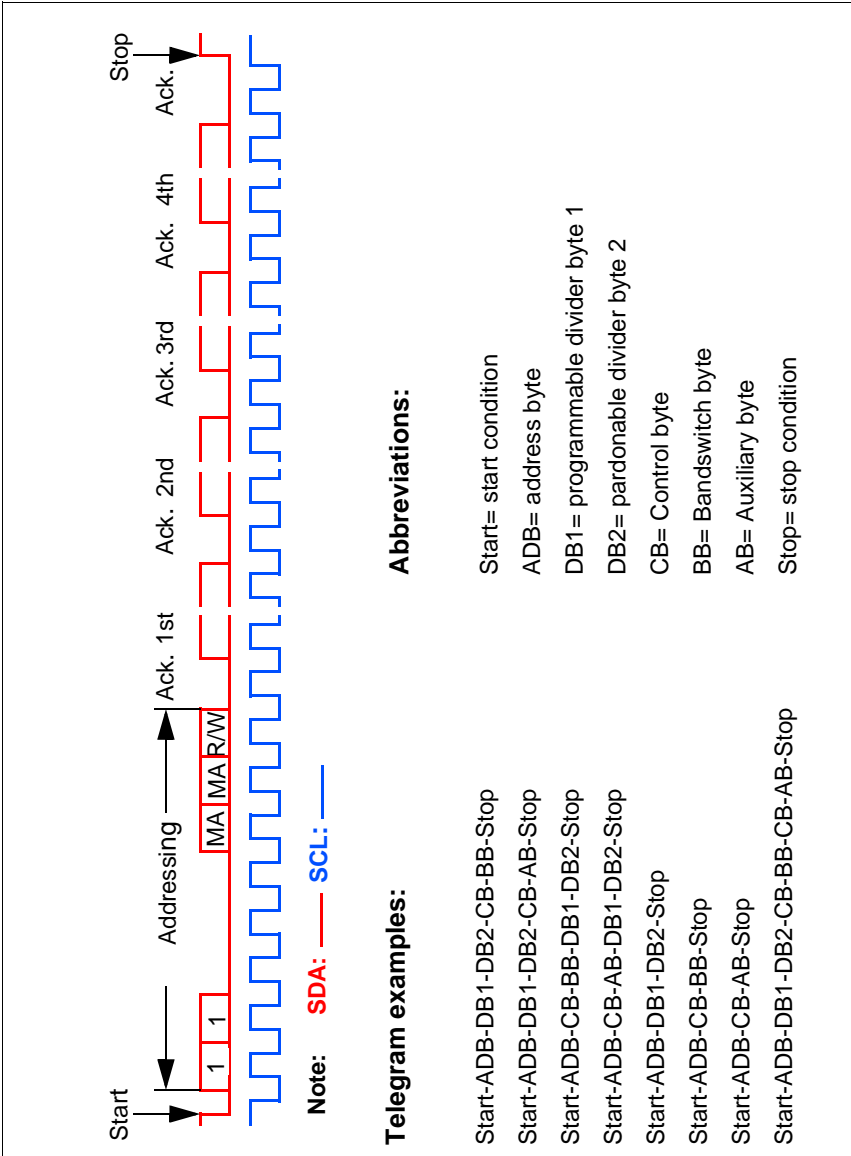 Start
Addressing
Ack. 1st
Ack. 2nd
Ack. 3rd
Ack. 4th
Ack.
Stop
1 1 MA MA R/W
Note: SDA: SCL:
Telegram examples:
Start-ADB-DB1-DB2-CB-BB-Stop
Start-ADB-DB1-DB2-CB-AB-Stop
Start-ADB-CB-BB-DB1-DB2-Stop
Start-ADB-CB-AB-DB1-DB2-Stop
Start-ADB-DB1-DB2-Stop
Start-ADB-CB-BB-Stop
Start-ADB-CB-AB-Stop
Start-ADB-DB1-DB2-CB-BB-CB-AB-Stop
Abbreviations:
Start= start condition
ADB= address byte
DB1= programmable divider byte 1
DB2= pardonable divider byte 2
CB= Control byte
BB= Bandswitch byte
AB= Auxiliary byte
Stop= stop condition